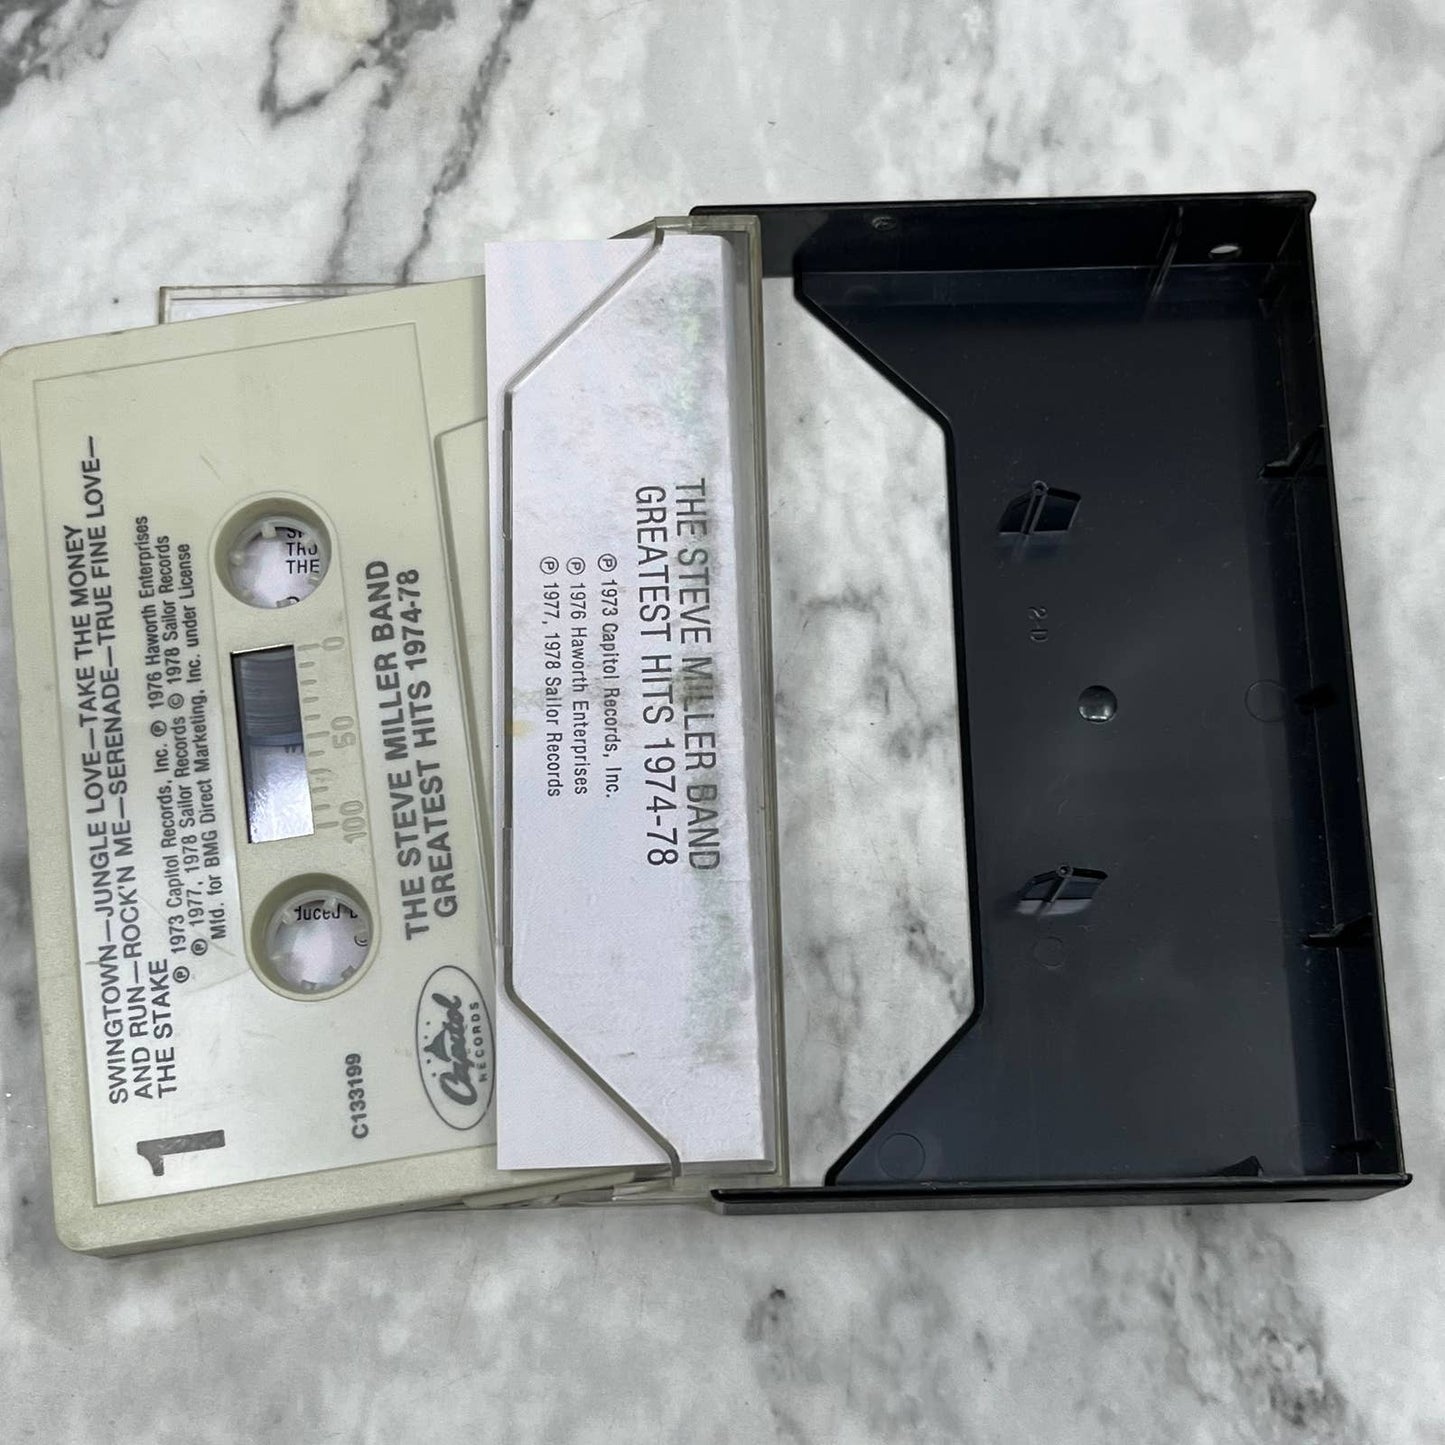 SWINGTOWN—JUNGLE LOVE—TAKE THE MONEY
AND RUN—ROCK'N ME—SERENADE—TRUE FINE LOVE—
THE STAKE
℗ 1973 Capitol Records, Inc. ℗ 1976 Haworth Enterprises
℗ 1977, 1978 Sailor Records © 1978 Sailor Records
Mfd. for BMG Direct Marketing, Inc. under License
1
100 50 0
THE STEVE MILLER BAND
GREATEST HITS 1974-78
C133199
Capitol
RECORDS
THE
THE STEVE MILLER BAND
GREATEST HITS 1974-78
℗ 1973 Capitol Records, Inc.
℗ 1976 Haworth Enterprises
℗ 1977, 1978 Sailor Records